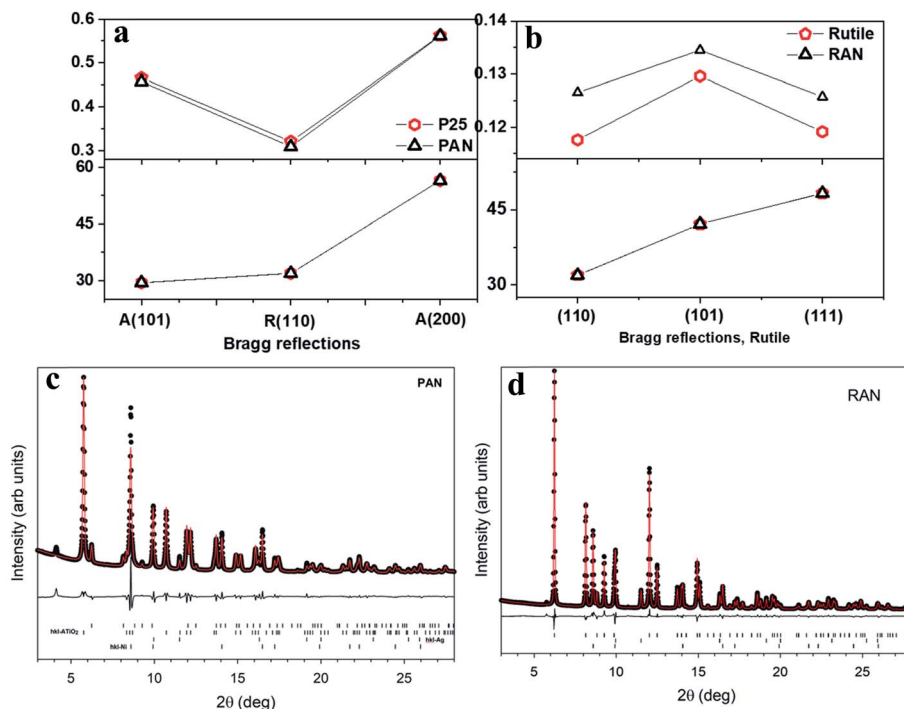 a
0.6
0.5
0.4
0.3
P25
PAN
60
45
30
A(101)
R(110)
A(200)
Bragg reflections
b
0.14
0.13
0.12
Rutile
RAN
45
30
(110)
(101)
(111)
Bragg reflections, Rutile
c
PAN
Intensity (arb units)
hkl-ATiO₂
hkl-Ag
hkl-Ni
5
10
15
20
25
2θ (deg)
d
RAN
Intensity (arb units)
5
10
15
20
25
2θ (deg)